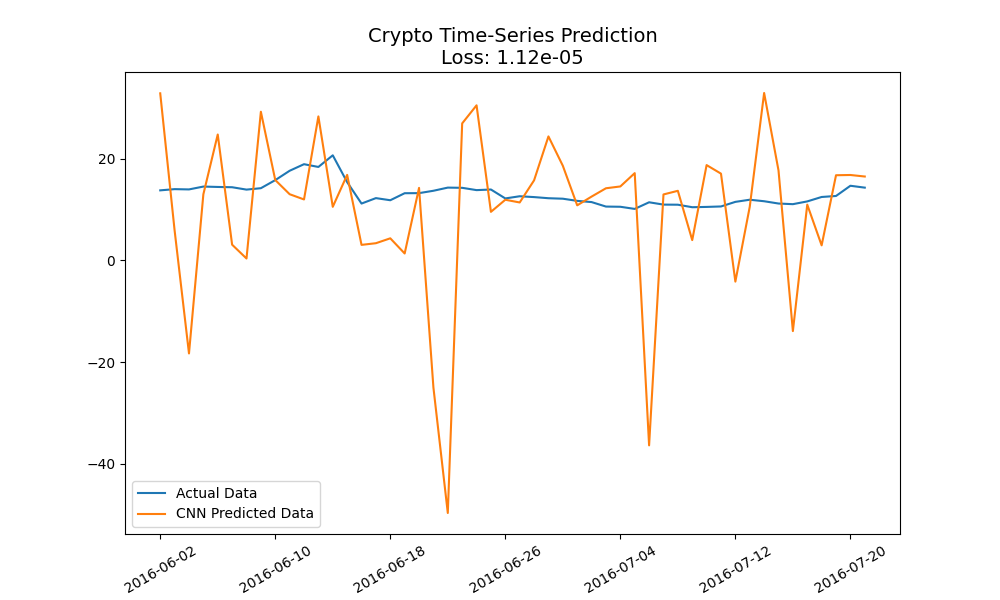 Crypto Time-Series Prediction
Loss: 1.12e-05
20
0
−20
−40
Actual Data
CNN Predicted Data
2016-06-02
2016-06-10
2016-06-18
2016-06-26
2016-07-04
2016-07-12
2016-07-20